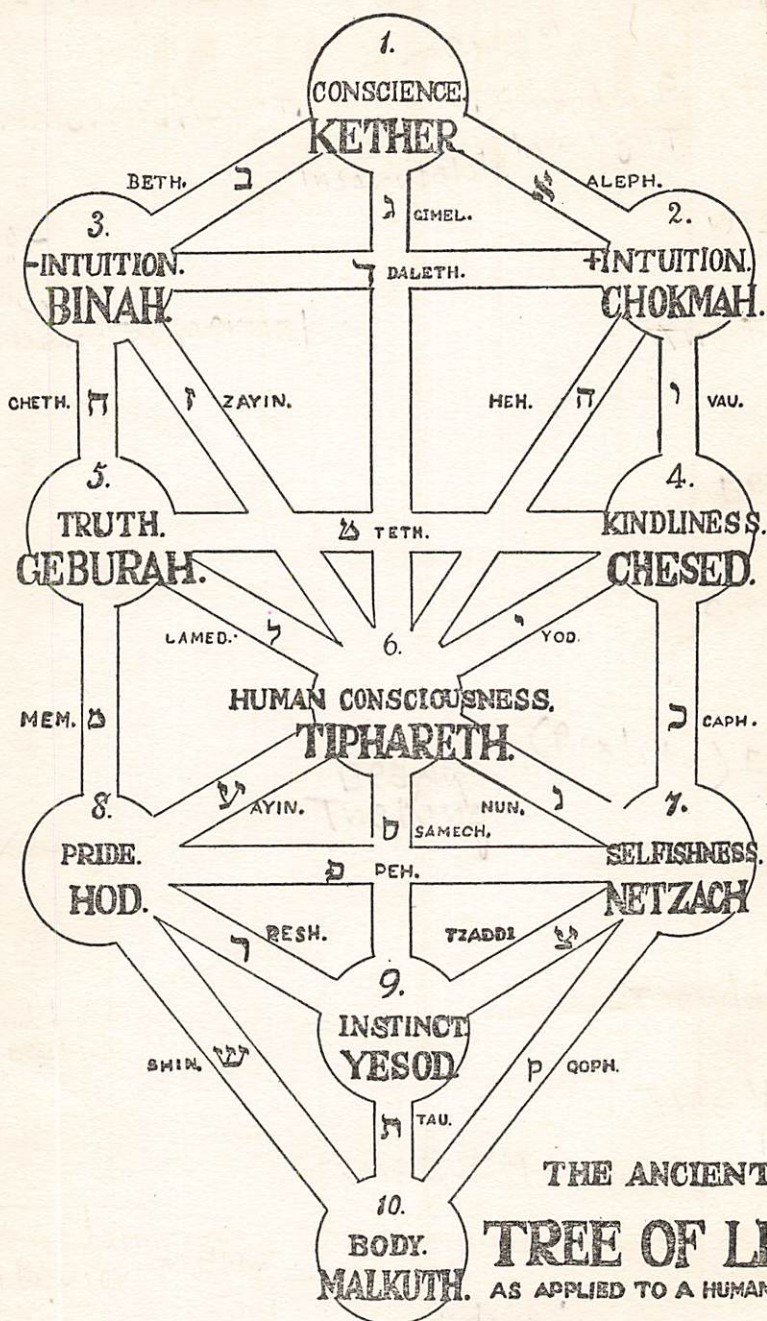 1.
CONSCIENCE.
KETHER.
BETH. ב
א ALEPH.
ג GIMEL.
3.
-INTUITION.
BINAH.
2.
+INTUITION.
CHOKMAH.
ד DALETH.
CHETH. ח
ז ZAYIN.
HEH. ה
ו VAU.
5.
TRUTH.
GEBURAH.
4.
KINDLINESS.
CHESED.
ט TETH.
LAMED. ל
י YOD.
6.
HUMAN CONSCIOUSNESS.
TIPHARETH.
MEM. מ
כ CAPH.
ע AYIN.
NUN. נ
ס SAMECH.
פ PEH.
8.
PRIDE.
HOD.
7.
SELFISHNESS.
NETZACH
ר RESH.
TZADDI צ
9.
INSTINCT
YESOD
SHIN. ש
ק QOPH.
ת TAU.
10.
BODY.
MALKUTH.
THE ANCIENT
TREE OF
AS APPLIED TO A HUMAN